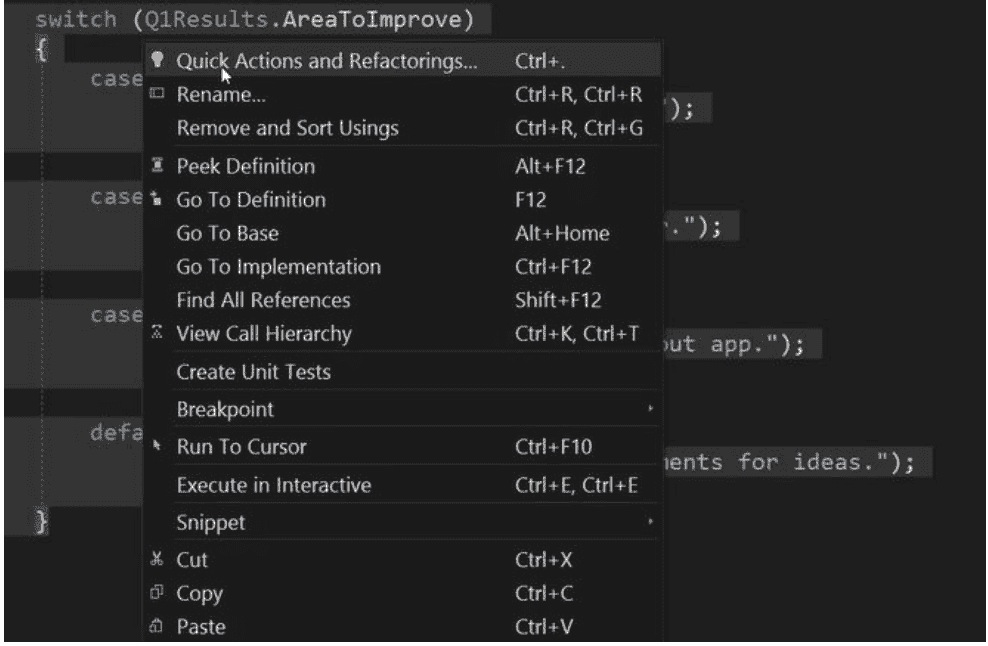 switch (Q1Results.AreaToImprove)
{
Quick Actions and Refactorings... Ctrl+.
case
Rename... Ctrl+R, Ctrl+R
");
Remove and Sort Usings Ctrl+R, Ctrl+G
Peek Definition Alt+F12
case
Go To Definition F12
Go To Base Alt+Home
.");
Go To Implementation Ctrl+F12
Find All References Shift+F12
case
View Call Hierarchy Ctrl+K, Ctrl+T
out app.");
Create Unit Tests
Breakpoint
defa
Run To Cursor Ctrl+F10
ments for ideas.");
Execute in Interactive Ctrl+E, Ctrl+E
Snippet
}
Cut Ctrl+X
Copy Ctrl+C
Paste Ctrl+V